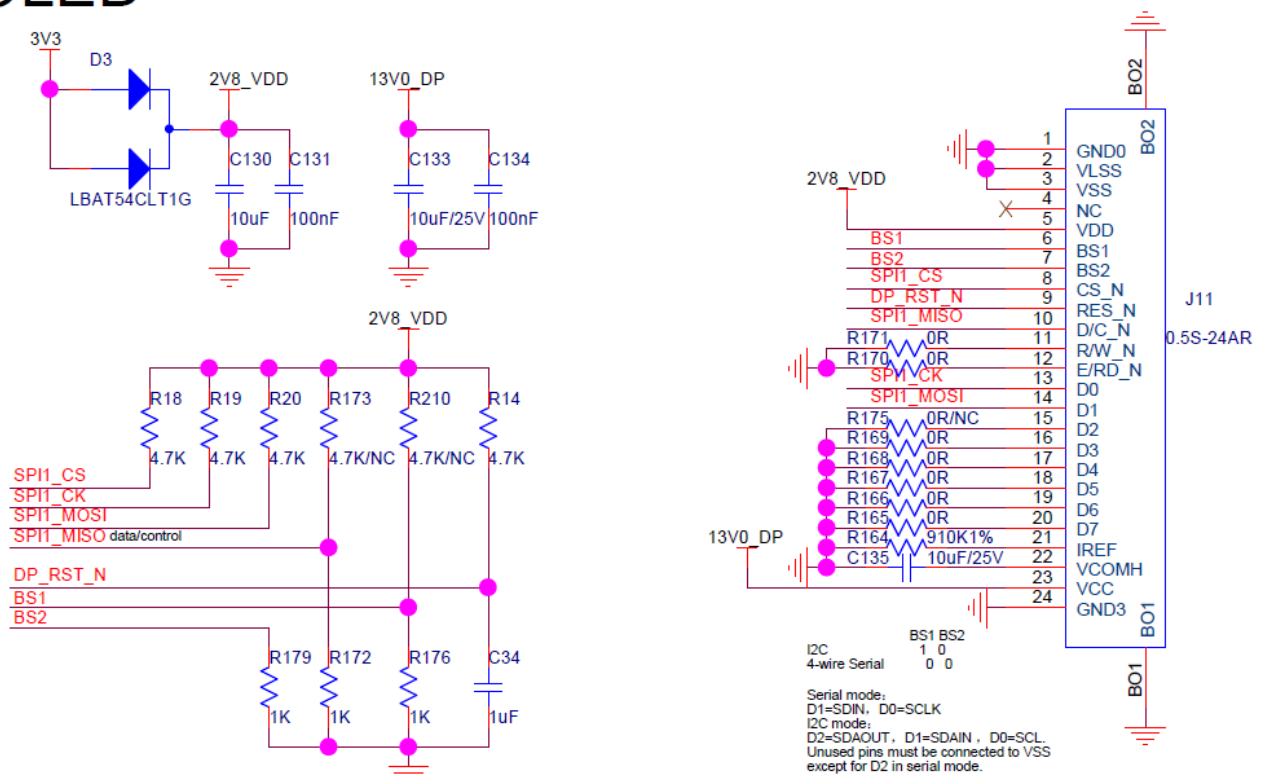 3V3
D3
2V8_VDD
13V0_DP
C130
C131
C133
C134
LBAT54CLT1G
10uF
100nF
10uF/25V
100nF
2V8_VDD
R18
R19
R20
R173
R210
R14
4.7K
4.7K
4.7K
4.7K/NC
4.7K/NC
4.7K
SPI1_CS
SPI1_CK
SPI1_MOSI
SPI1_MISO data/control
DP_RST_N
BS1
BS2
R179
R172
R176
C34
1K
1K
1K
1uF
BO2
BO2
2V8_VDD
1 GND0
2 VLSS
3 VSS
4 NC
5 VDD
BS1 6 BS1
BS2 7 BS2
SPI1_CS 8 CS_N
DP_RST_N 9 RES_N
SPI1_MISO 10 D/C_N
R171 0R 11 R/W_N
R170 0R 12 E/RD_N
SPI1_CK 13 D0
SPI1_MOSI 14 D1
R175 0R/NC 15 D2
R169 0R 16 D3
R168 0R 17 D4
R167 0R 18 D5
R166 0R 19 D6
R165 0R 20 D7
R164 910K1% 21 IREF
C135 10uF/25V 22 VCOMH
13V0_DP
23 VCC
24 GND3
J11
0.5S-24AR
BO1
BO1
BS1 BS2
I2C 1 0
4-wire Serial 0 0
Serial mode:
D1=SDIN, D0=SCLK
I2C mode:
D2=SDAOUT, D1=SDAIN, D0=SCL.
Unused pins must be connected to VSS
except for D2 in serial mode.